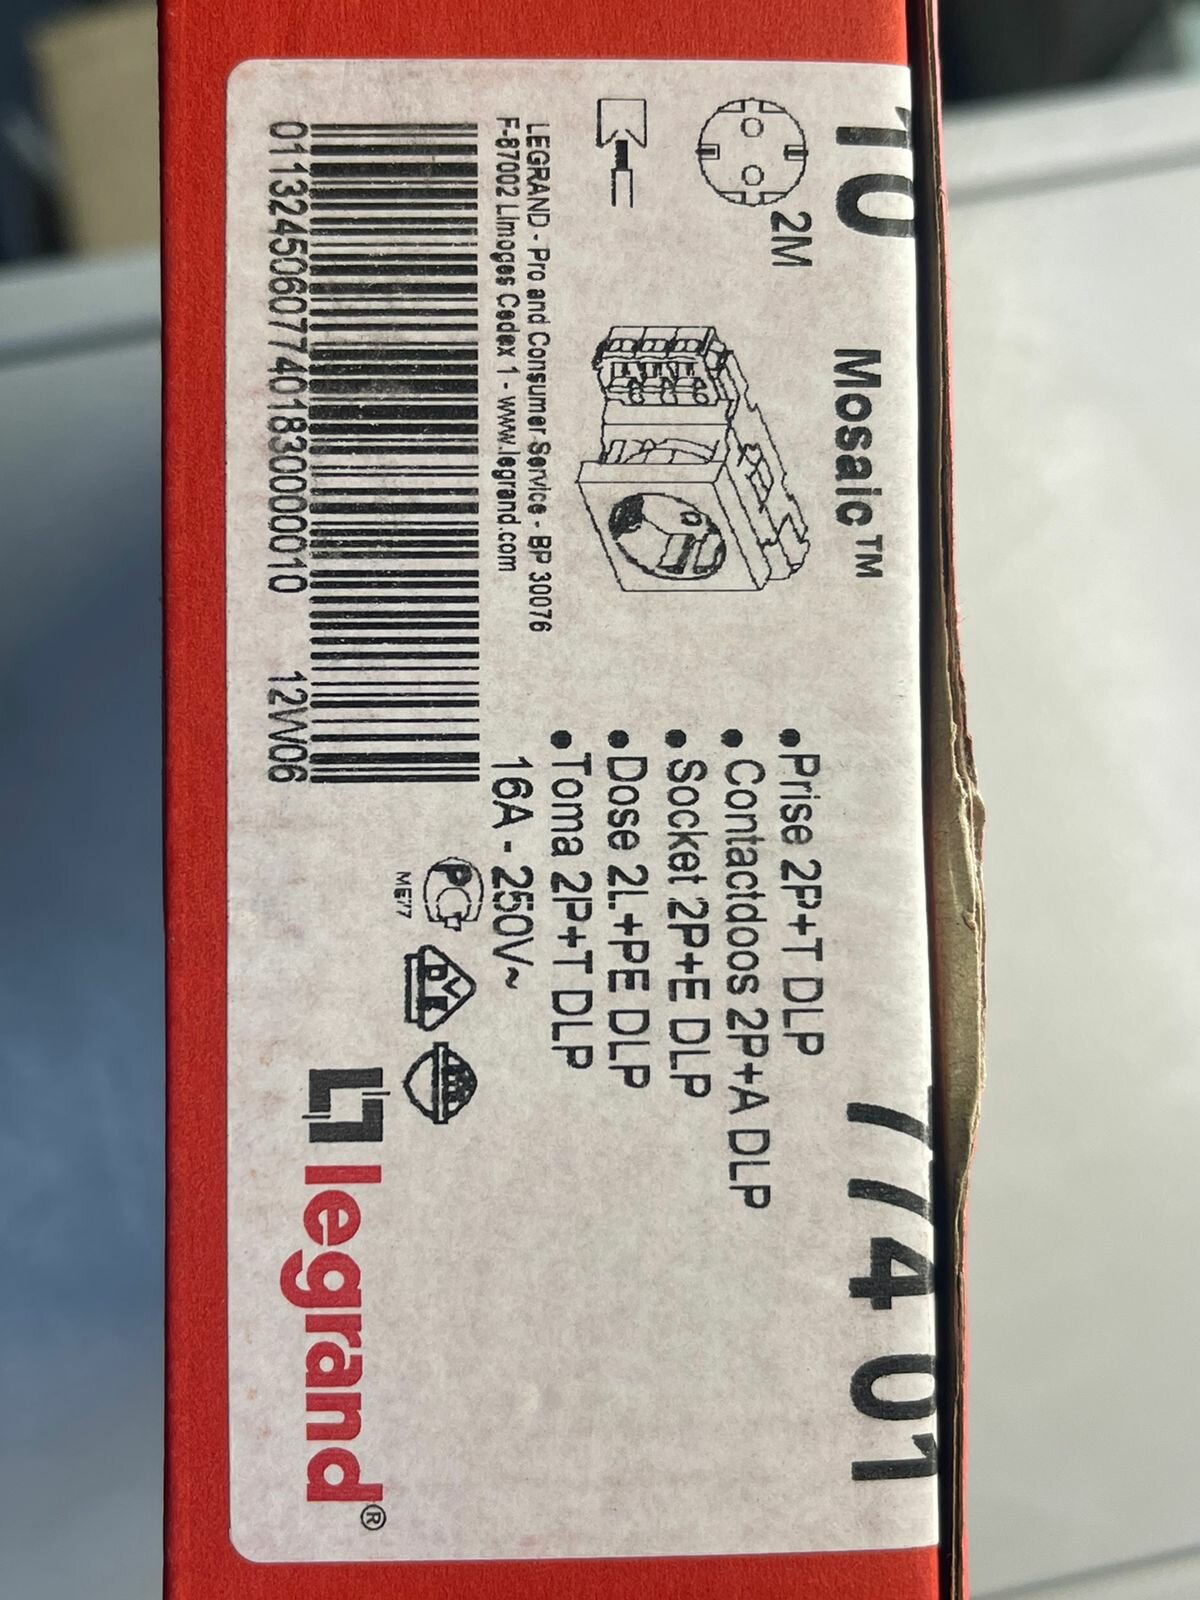 10 Mosaic™ 77401
2M
•Prise 2P+T DLP
•Contactdoos 2P+A DLP
•Socket 2P+E DLP
•Dose 2L+PE DLP
•Toma 2P+T DLP
16A - 250V~
LEGRAND - Pro and Consumer Service - BP 30076
F-87002 Limoges Cedex 1 - www.legrand.com
ME77
0113245060774018300000010 12W06
legrand®